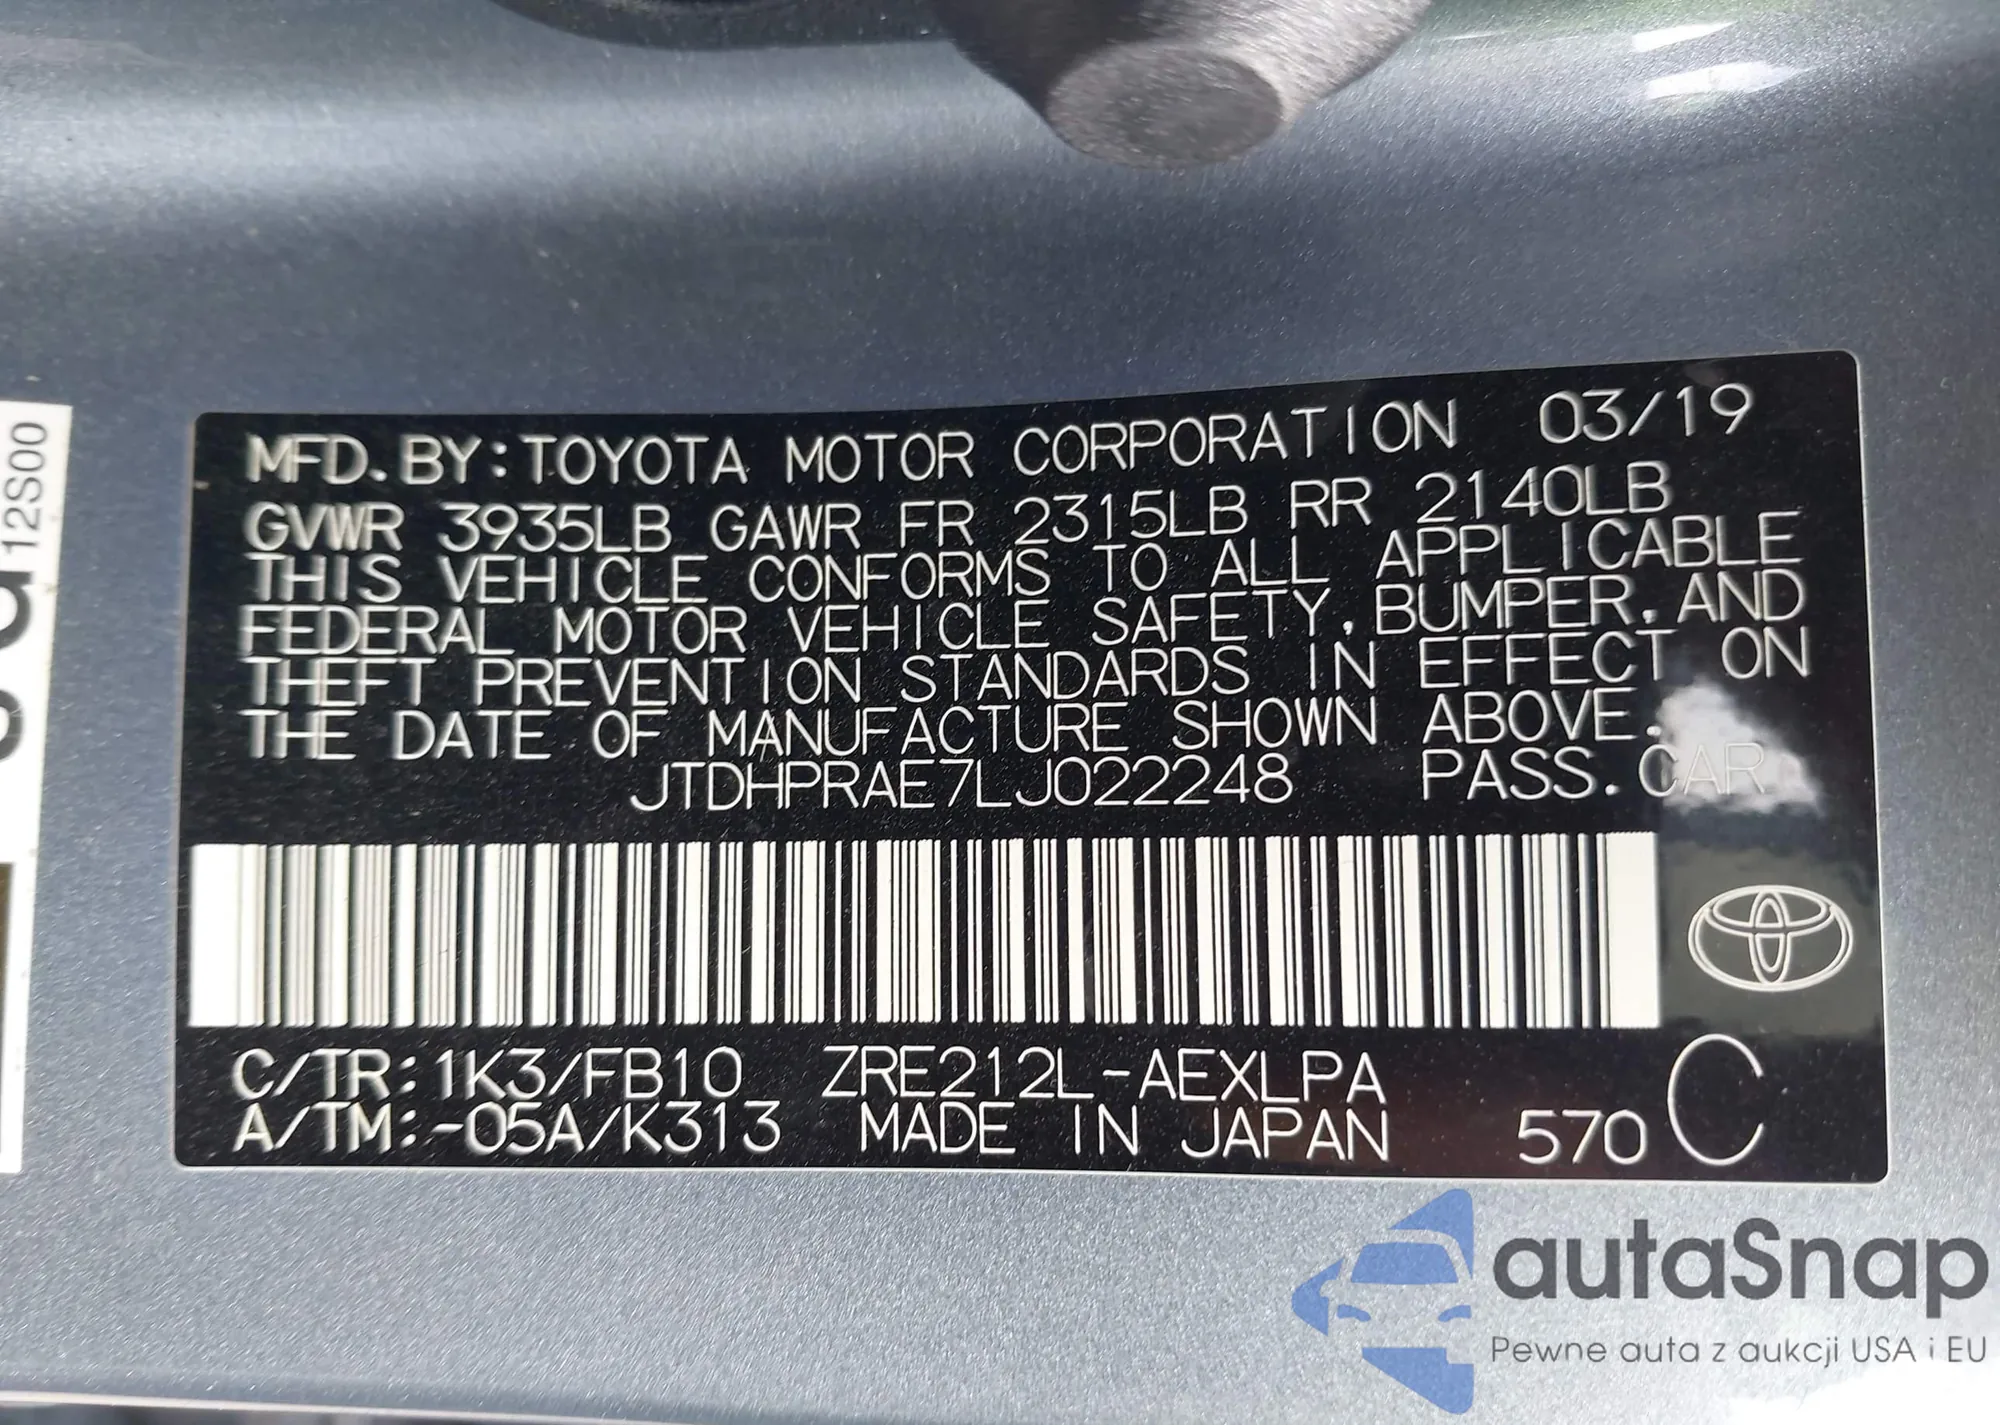 12S00
MFD.BY:TOYOTA MOTOR CORPORATION 03/19
GVWR 3935LB GAWR FR 2315LB RR 2140LB
THIS VEHICLE CONFORMS TO ALL APPLICABLE
FEDERAL MOTOR VEHICLE SAFETY, BUMPER, AND
THEFT PREVENTION STANDARDS IN EFFECT ON
THE DATE OF MANUFACTURE SHOWN ABOVE.
JTDHPRAE7LJ022248 PASS.CAR
C/TR:1K3/FB10 ZRE212L-AEXLPA
A/TM:-05A/K313 MADE IN JAPAN 570 C
autaSnap
Pewne auta z aukcji USA i EU